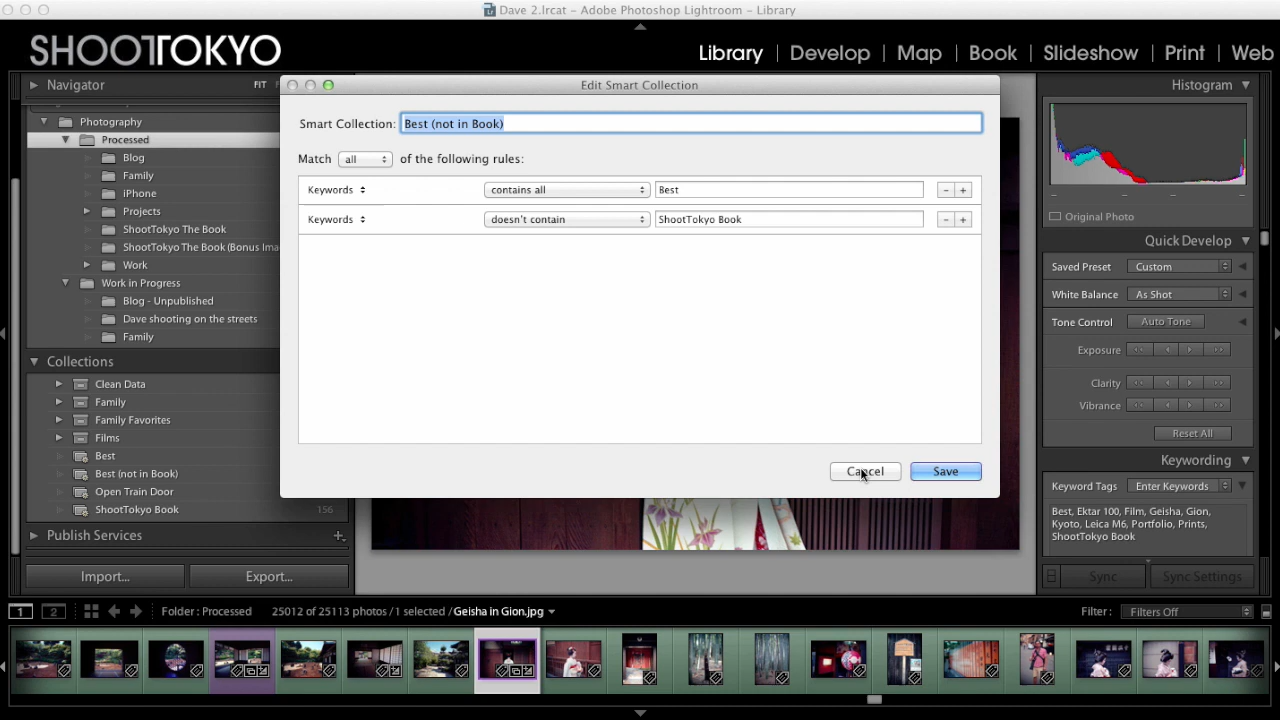 Dave 2.lrcat – Adobe Photoshop Lightroom – Library
SHOOTTOKYO
Library | Develop | Map | Book | Slideshow | Print | Web
Navigator FIT
Photography
Processed
Blog
Family
iPhone
Projects
ShootTokyo The Book
ShootTokyo The Book (Bonus Ima
Work
Work in Progress
Blog - Unpublished
Dave shooting on the streets
Family
Collections
Clean Data
Family
Family Favorites
Films
Best
Best (not in Book)
Open Train Door
ShootTokyo Book 156
Publish Services
Import...
Export...
Edit Smart Collection
Smart Collection: Best (not in Book)
Match all of the following rules:
Keywords contains all Best
Keywords doesn't contain ShootTokyo Book
Cancel
Save
Histogram
Original Photo
Quick Develop
Saved Preset Custom
White Balance As Shot
Tone Control Auto Tone
Exposure
Clarity
Vibrance
Reset All
Keywording
Keyword Tags Enter Keywords
Best, Ektar 100, Film, Geisha, Gion,
Kyoto, Leica M6, Portfolio, Prints,
ShootTokyo Book
Sync
Sync Settings
1 2 Folder : Processed 25012 of 25113 photos / 1 selected / Geisha in Gion.jpg Filter : Filters Off